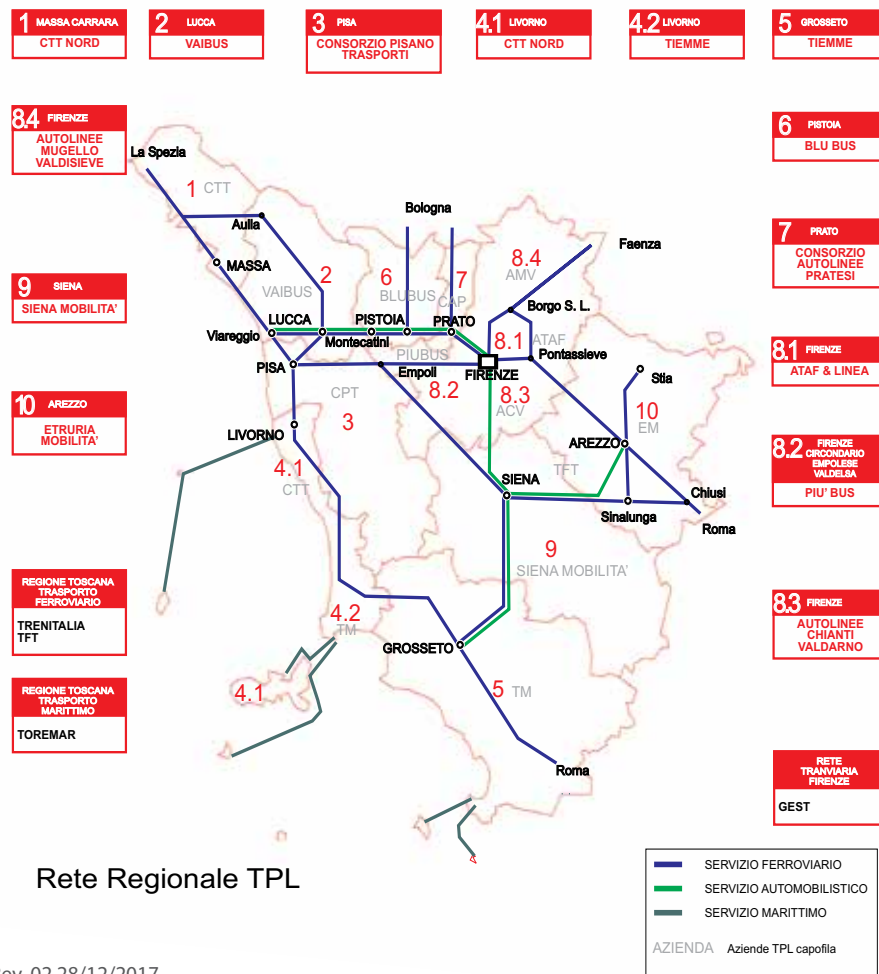 1 MASSA CARRARA
CTT NORD
2 LUCCA
VAIBUS
3 PISA
CONSORZIO PISANO
TRASPORTI
4.1 LIVORNO
CTT NORD
4.2 LIVORNO
TIEMME
5 GROSSETO
TIEMME
8.4 FIRENZE
AUTOLINEE
MUGELLO
VALDISIEVE
6 PISTOIA
BLU BUS
7 PRATO
CONSORZIO
AUTOLINEE
PRATESI
9 SIENA
SIENA MOBILITA'
8.1 FIRENZE
ATAF & LINEA
10 AREZZO
ETRURIA
MOBILITA'
8.2 FIRENZE
CIRCONDARIO
EMPOLESE
VALDELSA
PIU' BUS
REGIONE TOSCANA
TRASPORTO
FERROVIARIO
TRENITALIA
TFT
8.3 FIRENZE
AUTOLINEE
CHIANTI
VALDARNO
REGIONE TOSCANA
TRASPORTO
MARITTIMO
TOREMAR
RETE
TRANVIARIA
FIRENZE
GEST
La Spezia
1 CTT
Aulla
Bologna
Faenza
MASSA
8.4
AMV
2
VAIBUS
6
BLUBUS
7
CAP
Borgo S. L.
LUCCA
PISTOIA
PRATO
Viareggio
Montecatini
8.1
ATAF
PIUBUS
Pontassieve
PISA
Empoli
FIRENZE
Stia
8.2
8.3
ACV
CPT
3
10
EM
LIVORNO
AREZZO
4.1
CTT
TFT
SIENA
Chiusi
Sinalunga
Roma
9
SIENA MOBILITA'
4.2
TM
GROSSETO
4.1
5 TM
Roma
Rete Regionale TPL
SERVIZIO FERROVIARIO
SERVIZIO AUTOMOBILISTICO
SERVIZIO MARITTIMO
AZIENDA Aziende TPL capofila
02 28/12/2017